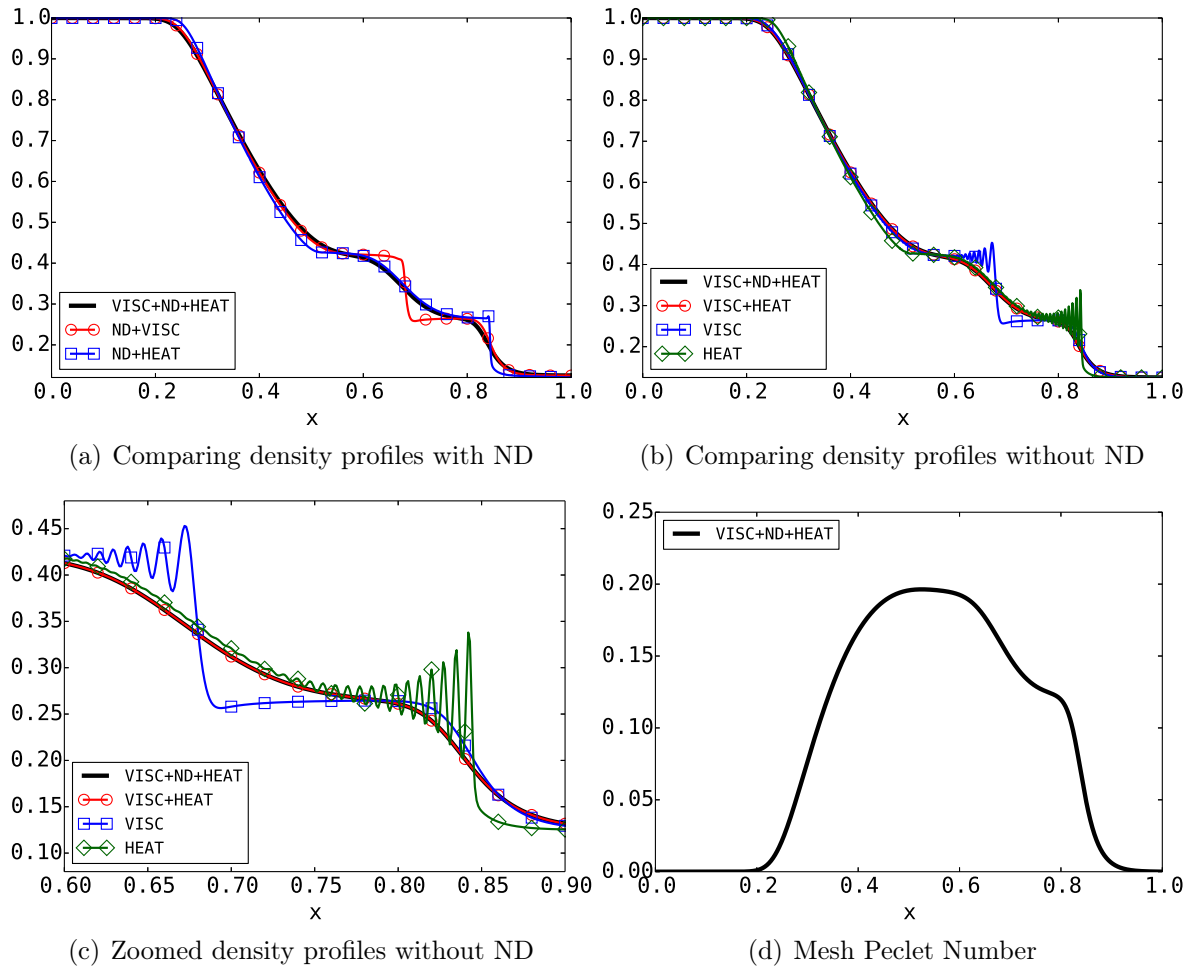 1.0
0.9
0.8
0.7
0.6
0.5
0.4
0.3
0.2
VISC+ND+HEAT
ND+VISC
ND+HEAT
0.0 0.2 0.4 0.6 0.8 1.0
x
(a) Comparing density profiles with ND
1.0
0.9
0.8
0.7
0.6
0.5
0.4
0.3
0.2
VISC+ND+HEAT
VISC+HEAT
VISC
HEAT
0.0 0.2 0.4 0.6 0.8 1.0
x
(b) Comparing density profiles without ND
0.45
0.40
0.35
0.30
0.25
0.20
0.15
0.10
VISC+ND+HEAT
VISC+HEAT
VISC
HEAT
0.60 0.65 0.70 0.75 0.80 0.85 0.90
x
(c) Zoomed density profiles without ND
0.25
0.20
0.15
0.10
0.05
0.00
VISC+ND+HEAT
0.0 0.2 0.4 0.6 0.8 1.0
x
(d) Mesh Peclet Number